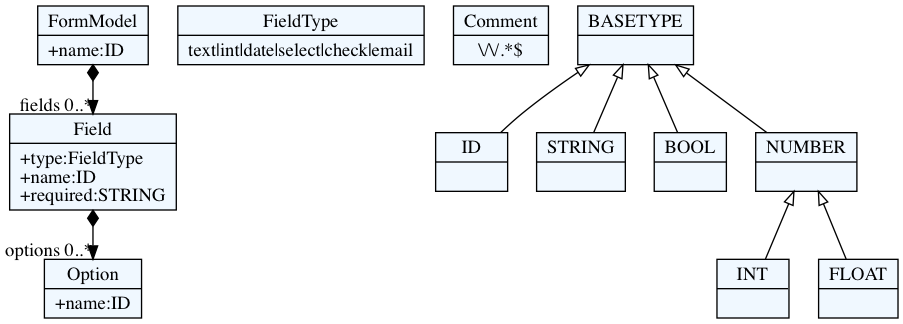 FormModel
+name:ID
FieldType
text|int|date|select|check|email
Comment
\/\/.*$
BASETYPE
fields 0..*
Field
+type:FieldType
+name:ID
+required:STRING
ID
STRING
BOOL
NUMBER
options 0..*
Option
+name:ID
INT
FLOAT